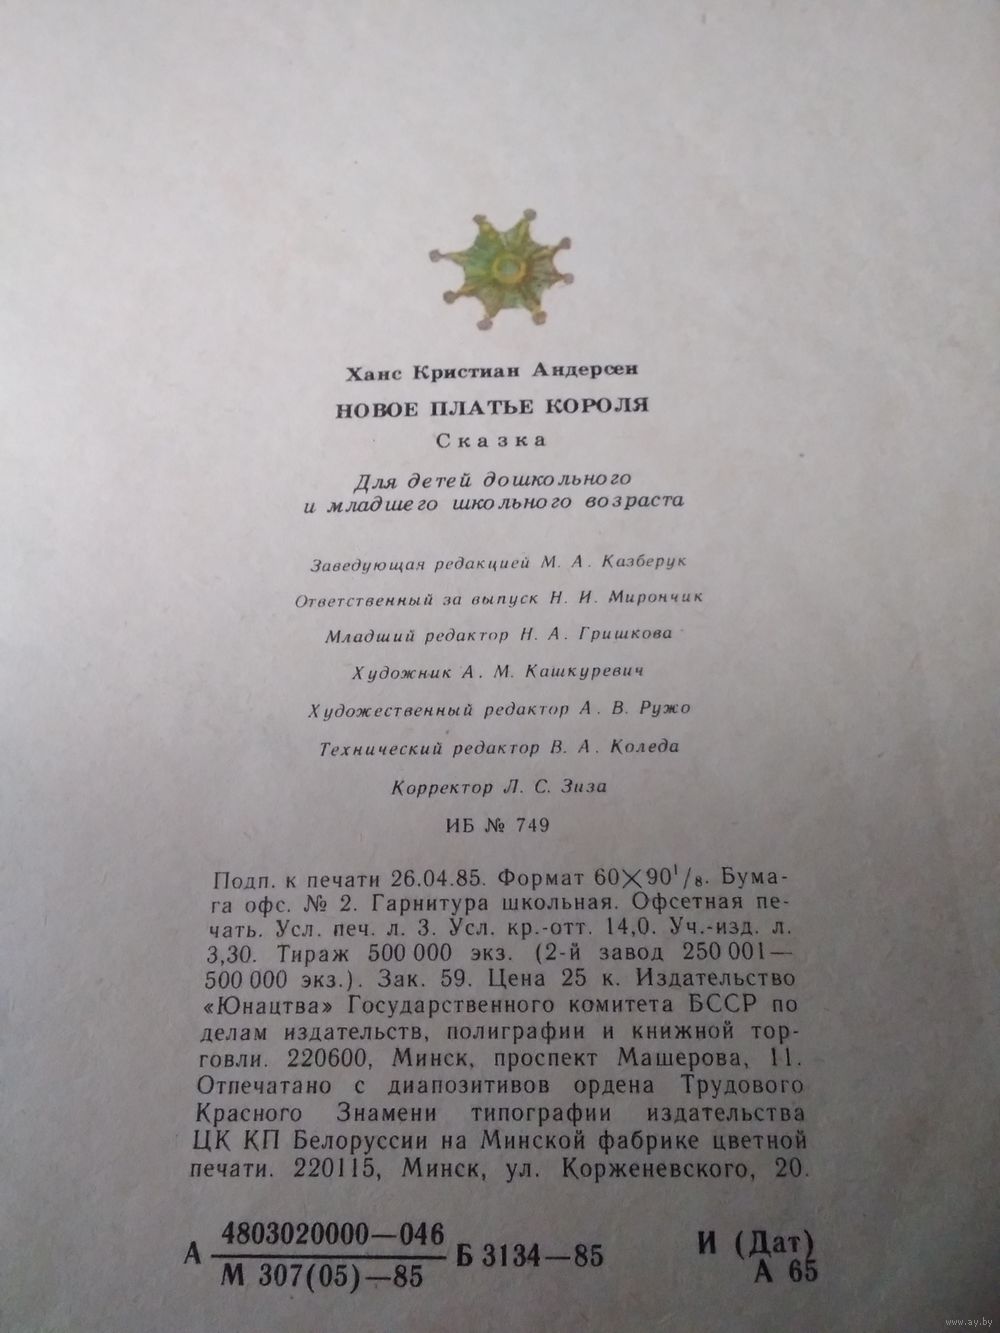 Ханс Кристиан Андерсен
НОВОЕ ПЛАТЬЕ КОРОЛЯ
Сказка
Для детей дошкольного
и младшего школьного возраста
Заведующая редакцией М. А. Казберук
Ответственный за выпуск Н. И. Мирончик
Младший редактор Н. А. Гришкова
Художник А. М. Кашкуревич
Художественный редактор А. В. Ружо
Технический редактор В. А. Коледа
Корректор Л. С. Зиза
ИБ № 749
Подп. к печати 26.04.85. Формат 60×90¹/₈. Бума-
га офс. № 2. Гарнитура школьная. Офсетная пе-
чать. Усл. печ. л. 3. Усл. кр.-отт. 14,0. Уч.-изд. л.
3,30. Тираж 500 000 экз. (2-й завод 250 001—
500 000 экз.). Зак. 59. Цена 25 к. Издательство
«Юнацтва» Государственного комитета БССР по
делам издательств, полиграфии и книжной тор-
говли. 220600, Минск, проспект Машерова, 11.
Отпечатано с диапозитивов ордена Трудового
Красного Знамени типографии издательства
ЦК КП Белоруссии на Минской фабрике цветной
печати. 220115, Минск, ул. Корженевского, 20.
А 4803020000—046 Б 3134—85
М 307(05)—85
И (Дат)
А 65
www.ay.by